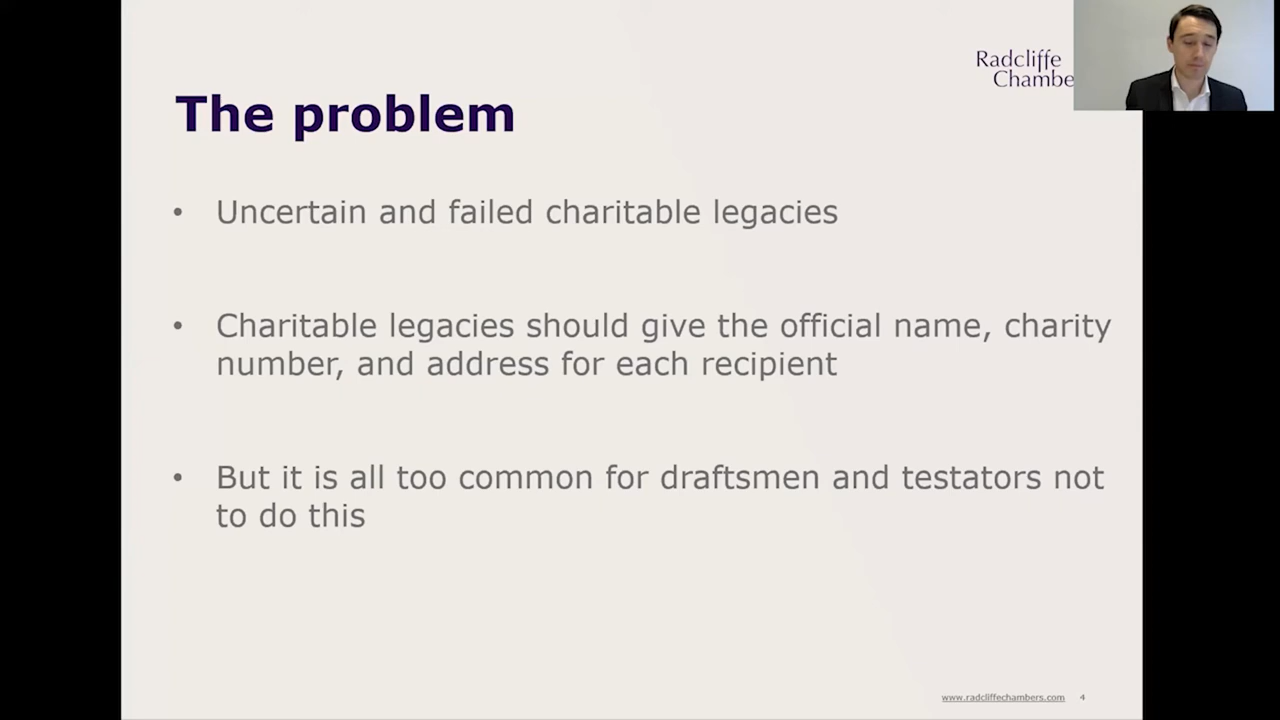 Radcliffe
Chambe
The problem
• Uncertain and failed charitable legacies
• Charitable legacies should give the official name, charity
number, and address for each recipient
• But it is all too common for draftsmen and testators not
to do this
www.radcliffechambers.com 4